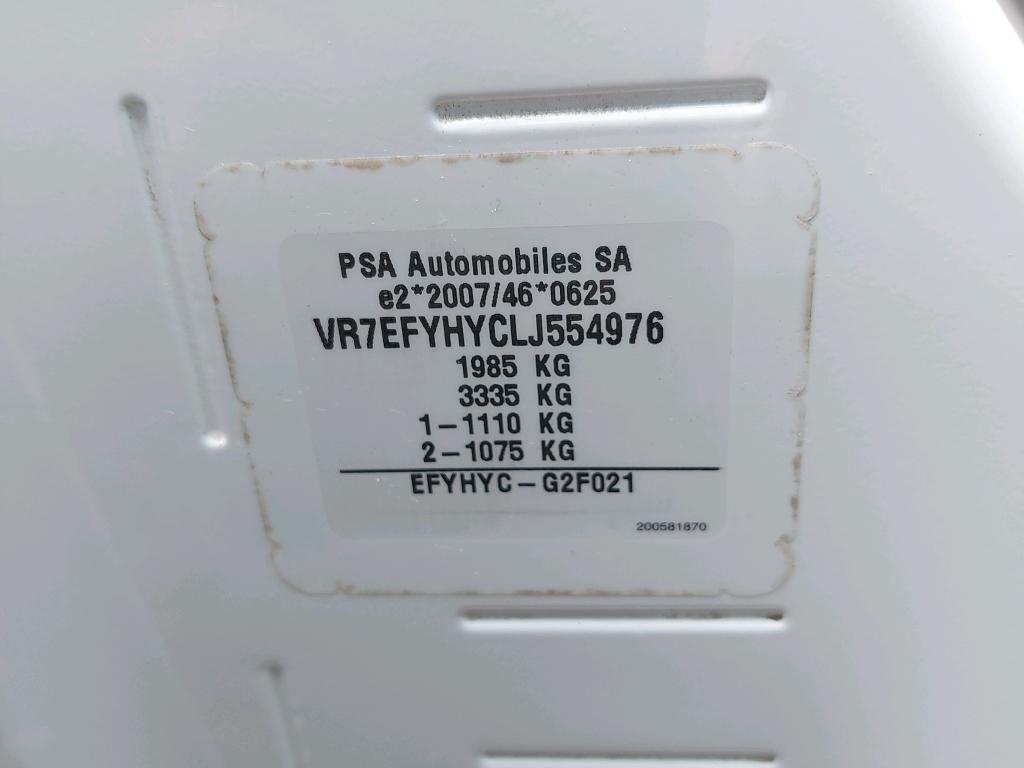 PSA Automobiles SA
e2*2007/46*0625
VR7EFYHYCLJ554976
1985 KG
3335 KG
1-1110 KG
2-1075 KG
EFYHYC-G2F021
200581870